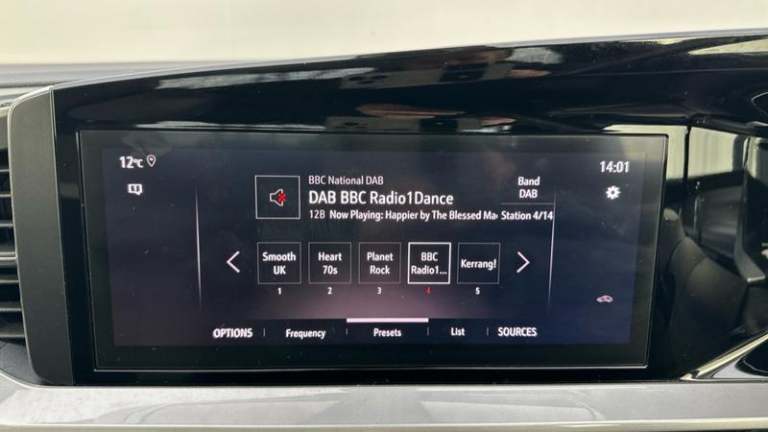 12°C
14:01
BBC National DAB
DAB BBC Radio1Dance
12B Now Playing: Happier by The Blessed Ma
Band
DAB
Station 4/14
Smooth
UK
Heart
70s
Planet
Rock
BBC
Radio1...
Kerrang!
1 2 3 4 5
OPTIONS Frequency Presets List SOURCES